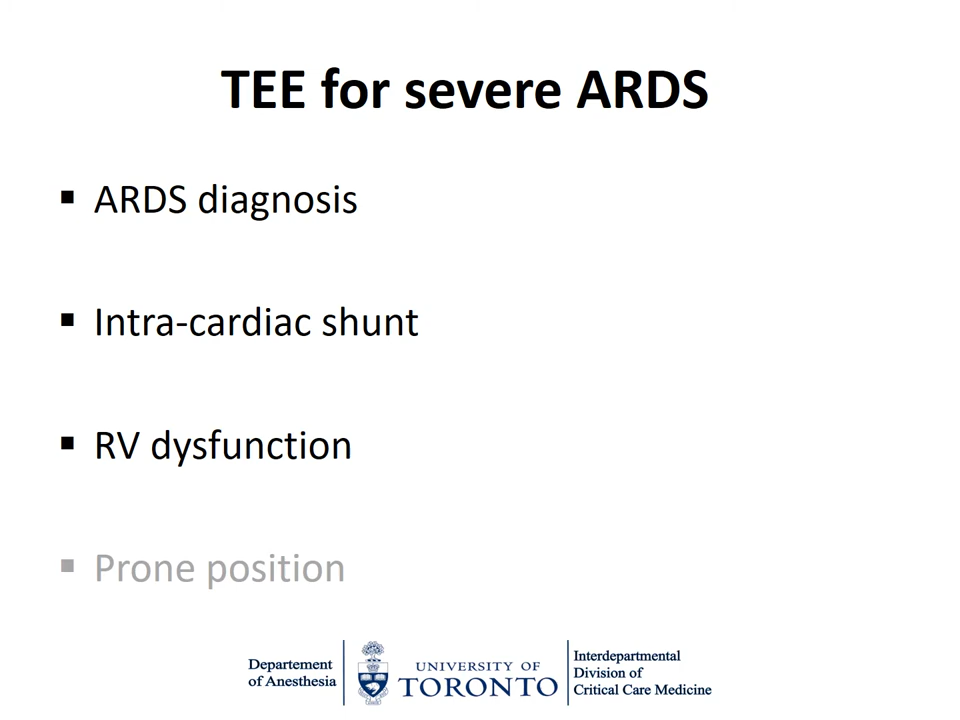 TEE for severe ARDS
▪ ARDS diagnosis
▪ Intra-cardiac shunt
▪ RV dysfunction
▪ Prone position
Departement
of Anesthesia
UNIVERSITY OF
TORONTO
Interdepartmental
Division of
Critical Care Medicine